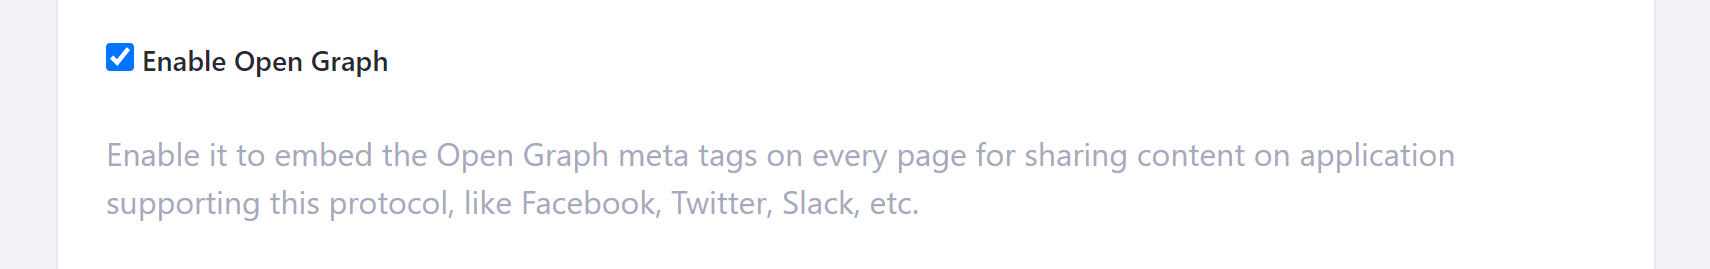 Enable Open Graph
Enable it to embed the Open Graph meta tags on every page for sharing content on application
supporting this protocol, like Facebook, Twitter, Slack, etc.